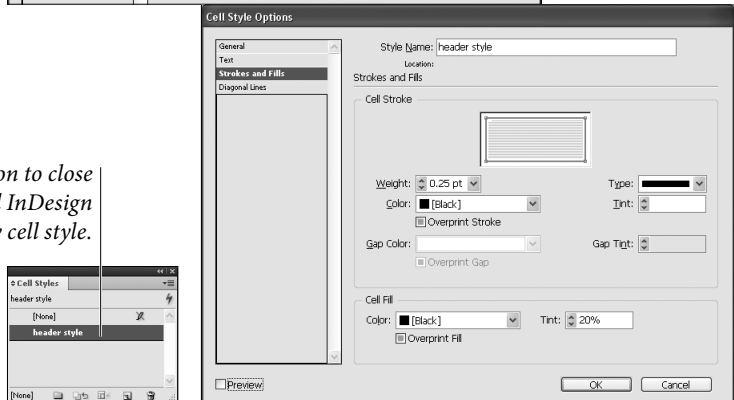 Cell Style Options
General
Text
Strokes and Fills
Diagonal Lines
Style Name: header style
Location:
Strokes and Fills
Cell Stroke
Weight: 0.25 pt
Type:
Color: [Black]
Tint:
Overprint Stroke
Gap Color:
Gap Tint:
Overprint Gap
Cell Fill
Color: [Black]
Tint: 20%
Overprint Fill
Preview
OK
Cancel
on to close
InDesign
cell style.
Cell Styles
header style
[None]
header style
[None]